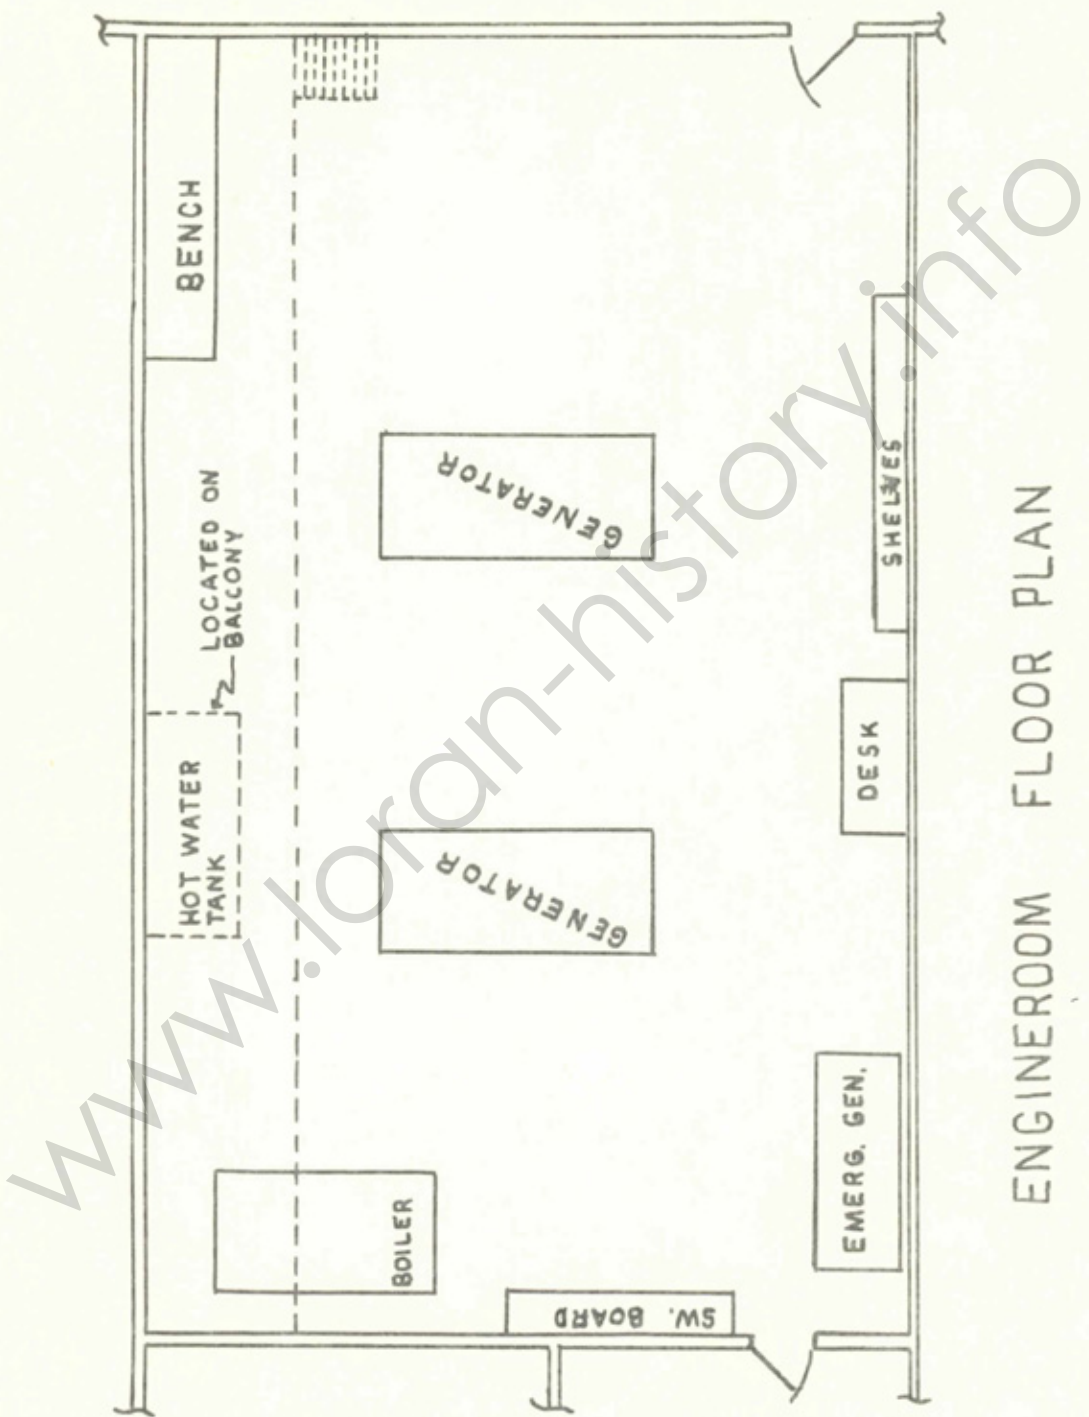 BENCH
LOCATED ON
BALCONY
HOT WATER
TANK
GENERATOR
GENERATOR
BOILER
SW. BOARD
SHELVES
DESK
EMERG. GEN.
ENGINEROOM FLOOR PLAN
www.loran-history.info